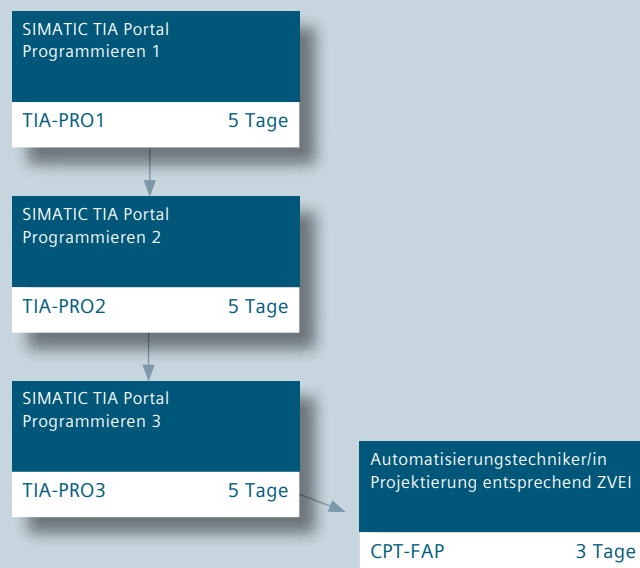 SIMATIC TIA Portal
Programmieren 1
TIA-PRO1 5 Tage
SIMATIC TIA Portal
Programmieren 2
TIA-PRO2 5 Tage
SIMATIC TIA Portal
Programmieren 3
TIA-PRO3 5 Tage
Automatisierungstechniker/in
Projektierung entsprechend ZVEI
CPT-FAP 3 Tage